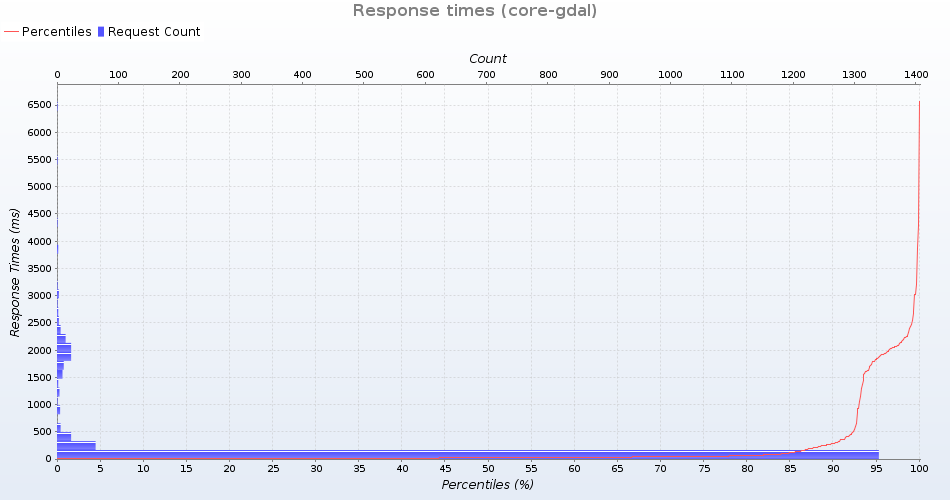 Response times (core-gdal)
Percentiles Request Count
Count
0 100 200 300 400 500 600 700 800 900 1000 1100 1200 1300 1400
6500
6000
5500
5000
4500
4000
3500
3000
2500
2000
1500
1000
500
0
Response Times (ms)
0 5 10 15 20 25 30 35 40 45 50 55 60 65 70 75 80 85 90 95 100
Percentiles (%)